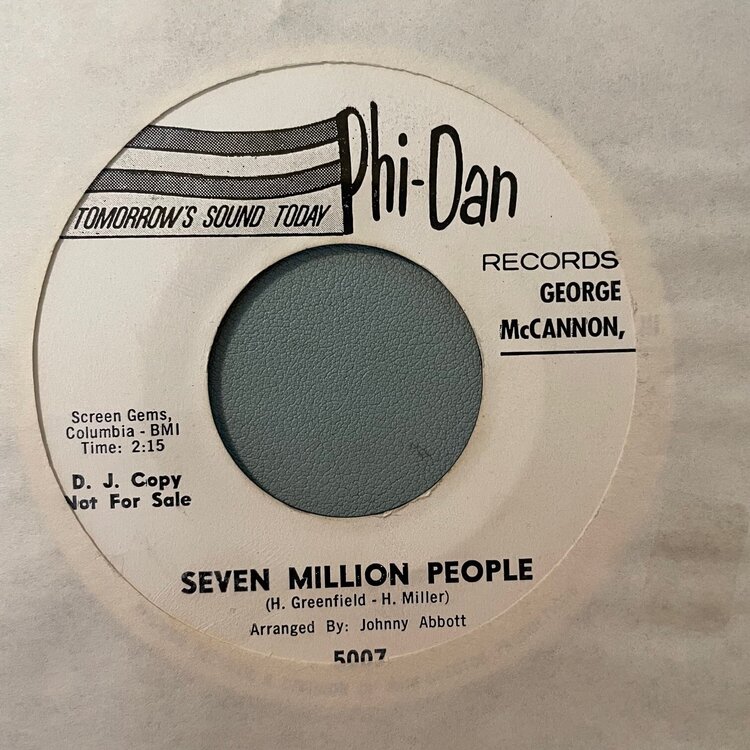 Phi-Dan
TOMORROW'S SOUND TODAY
RECORDS
GEORGE
McCANNON,
Screen Gems,
Columbia - BMI
Time: 2:15
D. J. Copy
Not For Sale
SEVEN MILLION PEOPLE
(H. Greenfield - H. Miller)
Arranged By: Johnny Abbott
5007